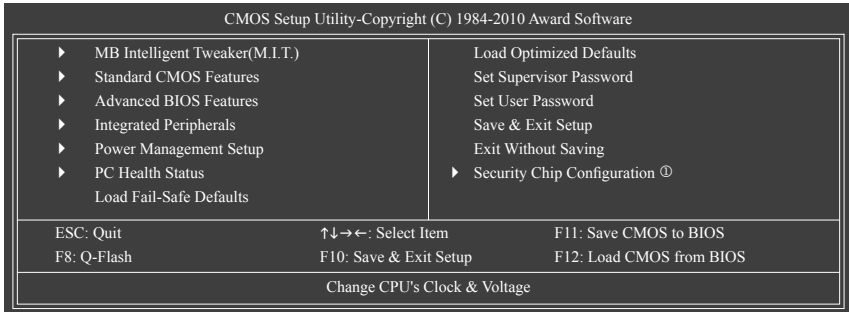 CMOS Setup Utility-Copyright (C) 1984-2010 Award Software
MB Intelligent Tweaker(M.I.T.)
Standard CMOS Features
Advanced BIOS Features
Integrated Peripherals
Power Management Setup
PC Health Status
Load Fail-Safe Defaults
Load Optimized Defaults
Set Supervisor Password
Set User Password
Save & Exit Setup
Exit Without Saving
Security Chip Configuration ①
ESC: Quit ↑↓→←: Select Item F11: Save CMOS to BIOS
F8: Q-Flash F10: Save & Exit Setup F12: Load CMOS from BIOS
Change CPU's Clock & Voltage